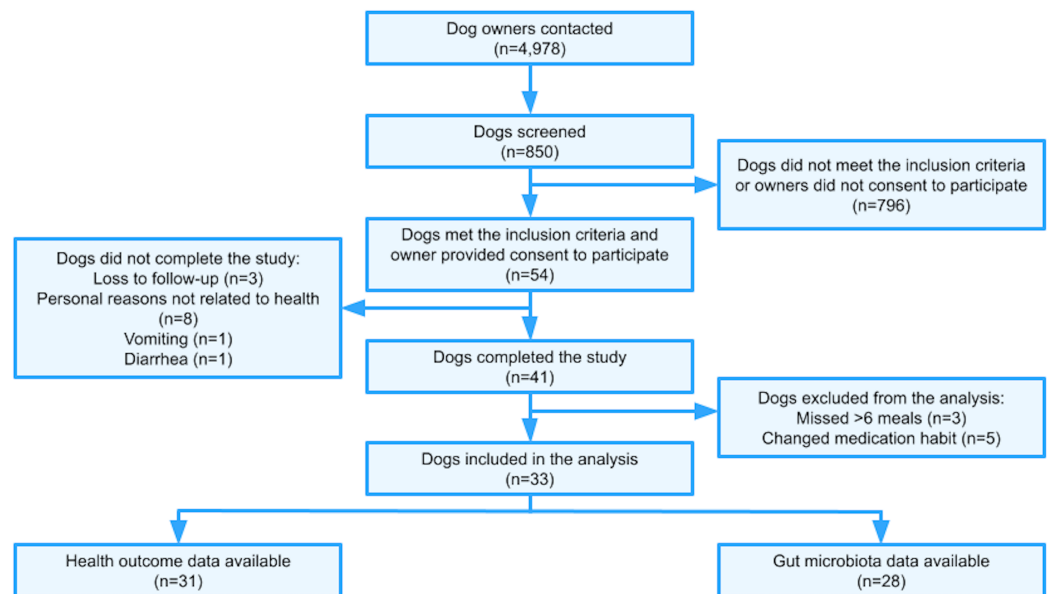 Dog owners contacted
(n=4,978)
Dogs screened
(n=850)
Dogs did not meet the inclusion criteria
or owners did not consent to participate
(n=796)
Dogs met the inclusion criteria and
owner provided consent to participate
(n=54)
Dogs did not complete the study:
Loss to follow-up (n=3)
Personal reasons not related to health
(n=8)
Vomiting (n=1)
Diarrhea (n=1)
Dogs completed the study
(n=41)
Dogs excluded from the analysis:
Missed >6 meals (n=3)
Changed medication habit (n=5)
Dogs included in the analysis
(n=33)
Health outcome data available
(n=31)
Gut microbiota data available
(n=28)